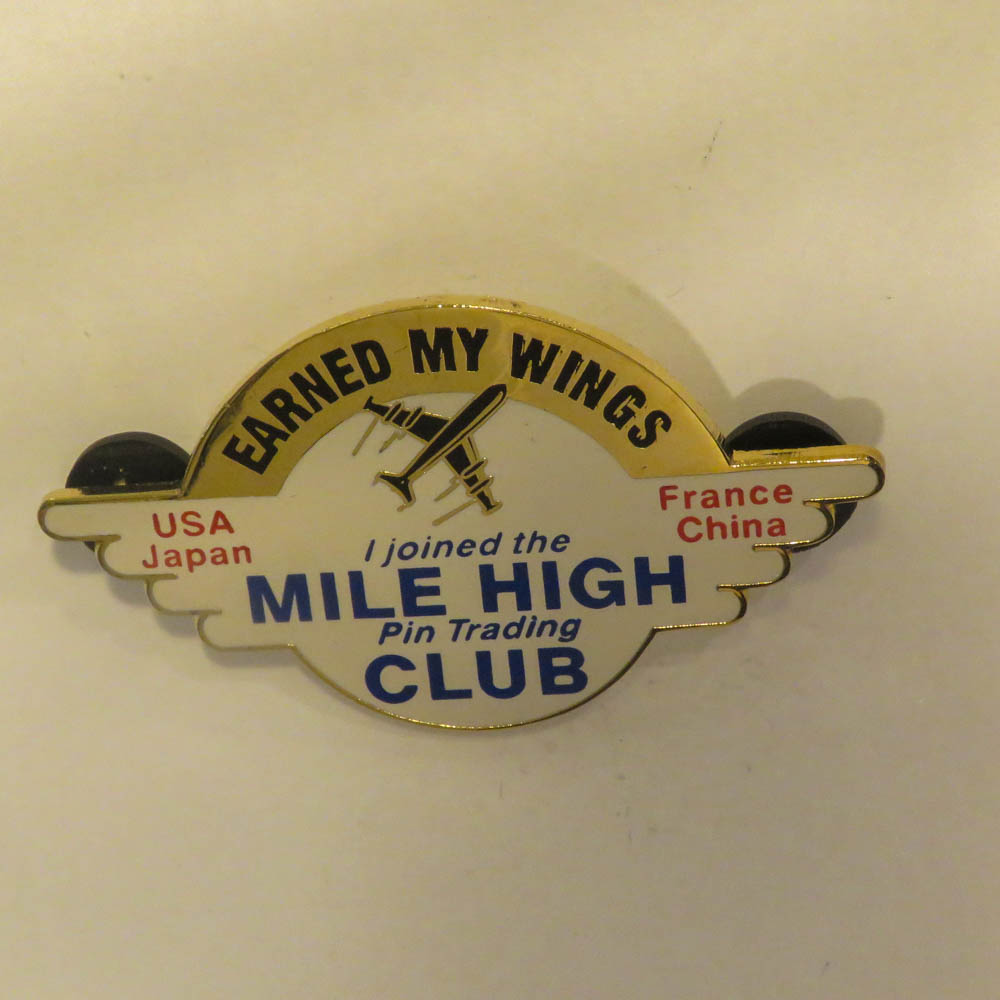 EARNED MY WINGS
USA
Japan
France
China
I joined the
MILE HIGH
Pin Trading
CLUB